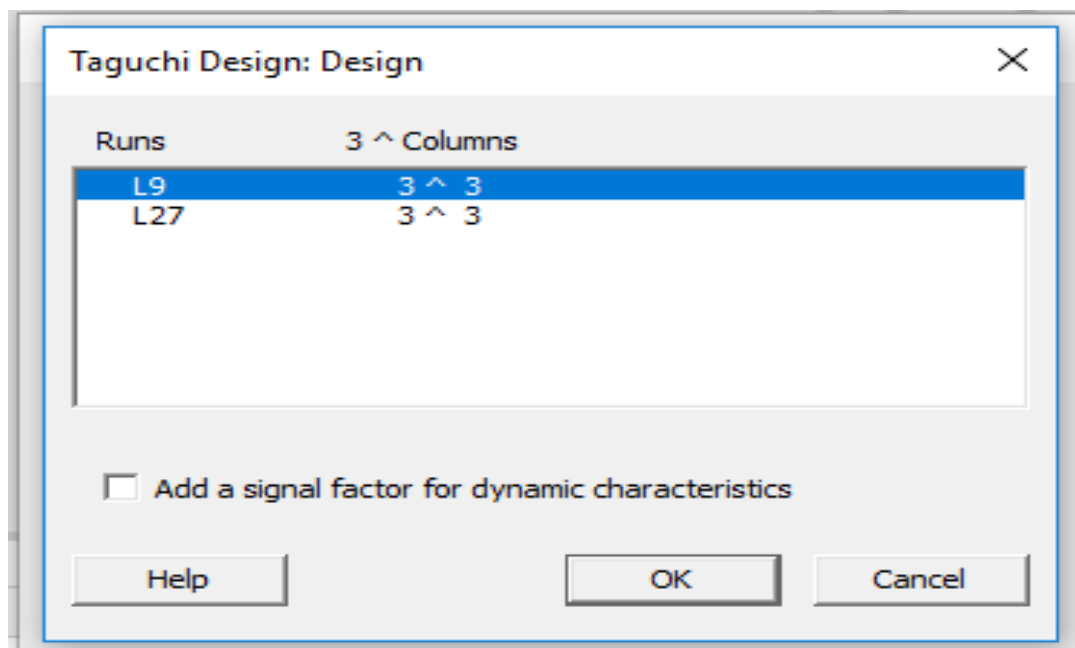 Taguchi Design: Design
Runs 3 ^ Columns
L9 3 ^ 3
L27 3 ^ 3
Add a signal factor for dynamic characteristics
Help OK Cancel